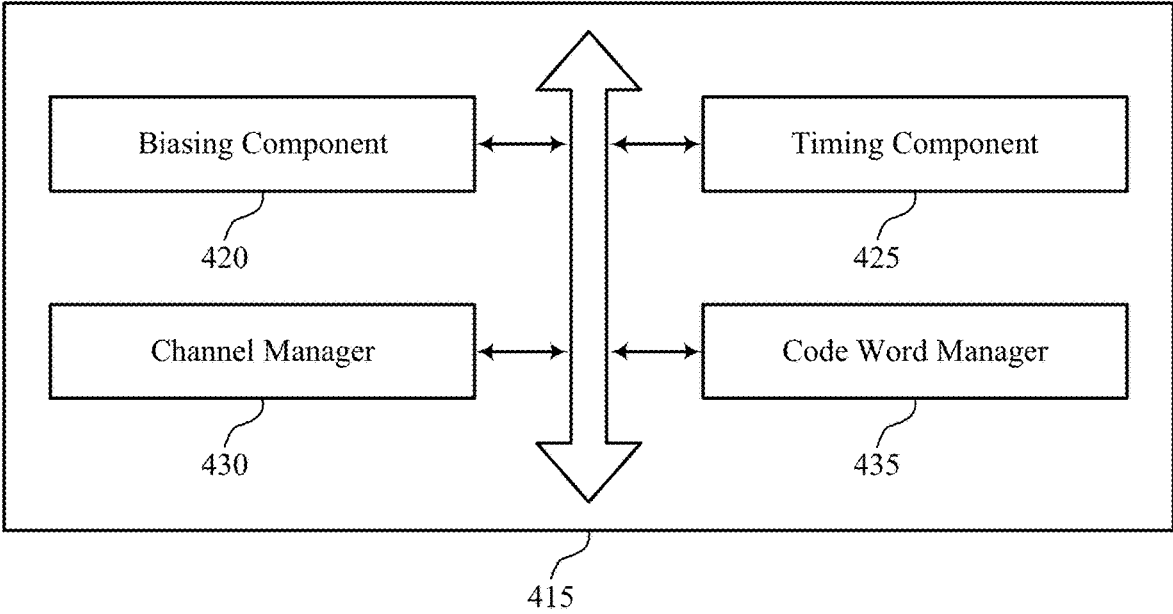 Biasing Component
Timing Component
420
425
Channel Manager
Code Word Manager
430
435
415